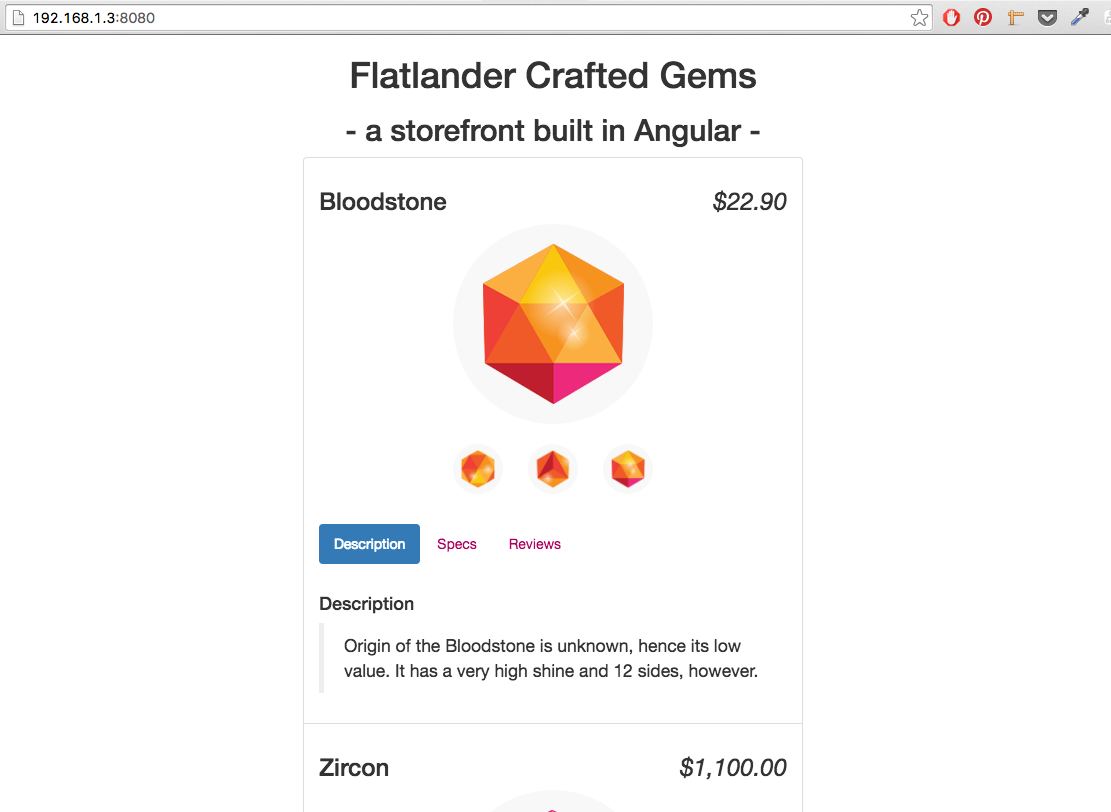 192.168.1.3:8080
Flatlander Crafted Gems
- a storefront built in Angular -
Bloodstone $22.90
Description Specs Reviews
Description
Origin of the Bloodstone is unknown, hence its low
value. It has a very high shine and 12 sides, however.
Zircon $1,100.00